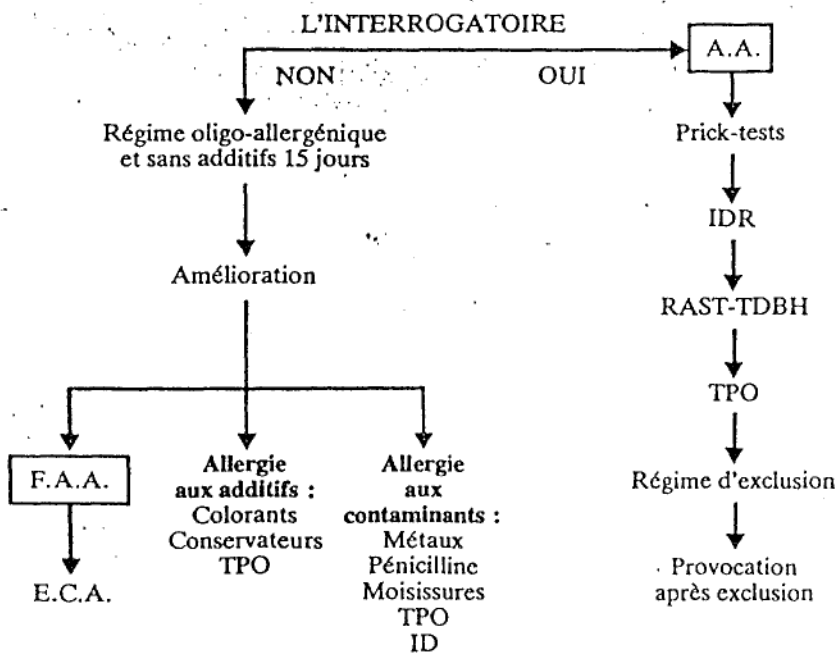 L'INTERROGATOIRE
NON
OUI
A.A.
Régime oligo-allergénique
et sans additifs 15 jours
Amélioration
F.A.A.
E.C.A.
Allergie
aux additifs :
Colorants
Conservateurs
TPO
Allergie
aux
contaminants :
Métaux
Pénicilline
Moisissures
TPO
ID
Prick-tests
IDR
RAST-TDBH
TPO
Régime d'exclusion
Provocation
après exclusion